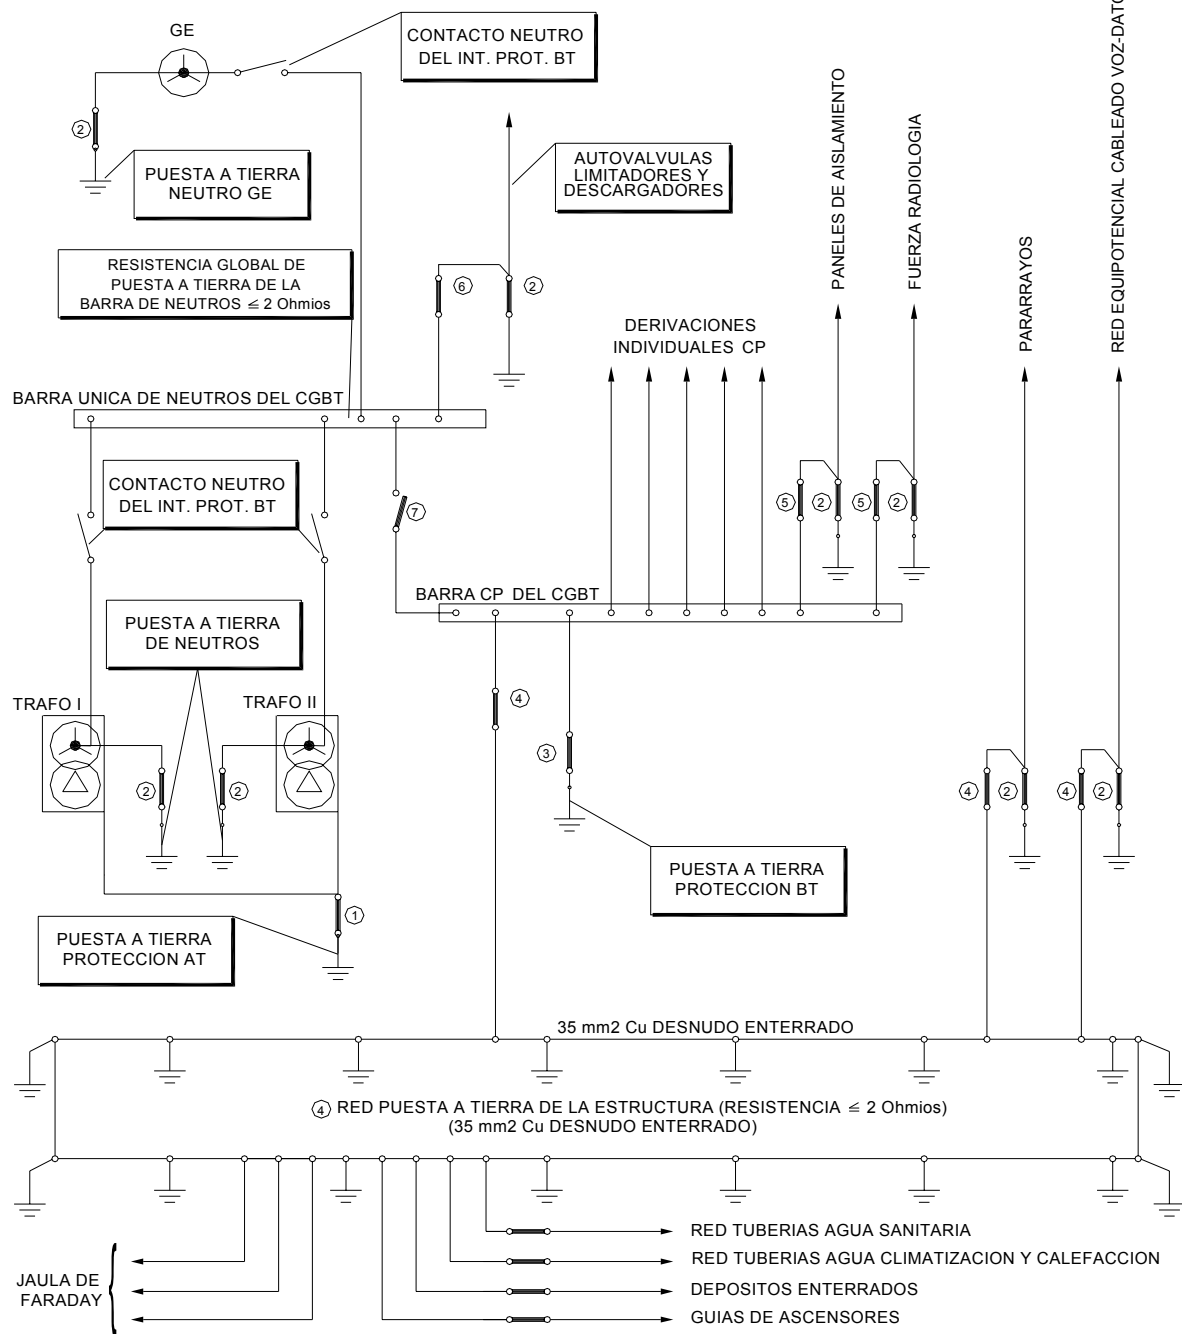 GE
CONTACTO NEUTRO
DEL INT. PROT. BT
2
PUESTA A TIERRA
NEUTRO GE
AUTOVALVULAS
LIMITADORES Y
DESCARGADORES
PANELES DE AISLAMIENTO
FUERZA RADIOLOGIA
PARARRAYOS
RED EQUIPOTENCIAL CABLEADO VOZ-DATO
RESISTENCIA GLOBAL DE
PUESTA A TIERRA DE LA
BARRA DE NEUTROS ≤ 2 Ohmios
6
2
DERIVACIONES
INDIVIDUALES CP
BARRA UNICA DE NEUTROS DEL CGBT
CONTACTO NEUTRO
DEL INT. PROT. BT
7
5
2
5
2
BARRA CP DEL CGBT
PUESTA A TIERRA
DE NEUTROS
TRAFO I
TRAFO II
4
3
2
2
4
2
4
2
PUESTA A TIERRA
PROTECCION BT
1
PUESTA A TIERRA
PROTECCION AT
35 mm2 Cu DESNUDO ENTERRADO
4 RED PUESTA A TIERRA DE LA ESTRUCTURA (RESISTENCIA ≤ 2 Ohmios)
(35 mm2 Cu DESNUDO ENTERRADO)
RED TUBERIAS AGUA SANITARIA
RED TUBERIAS AGUA CLIMATIZACION Y CALEFACCION
DEPOSITOS ENTERRADOS
GUIAS DE ASCENSORES
JAULA DE
FARADAY